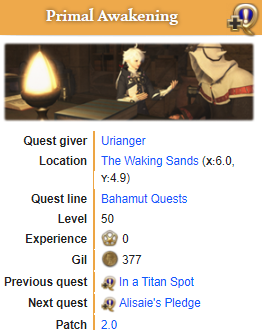 Primal Awakening
Quest giver Urianger
Location The Waking Sands (x:6.0,
y:4.9)
Quest line Bahamut Quests
Level 50
Experience 0
Gil 377
Previous quest In a Titan Spot
Next quest Alisaie's Pledge
Patch 2.0